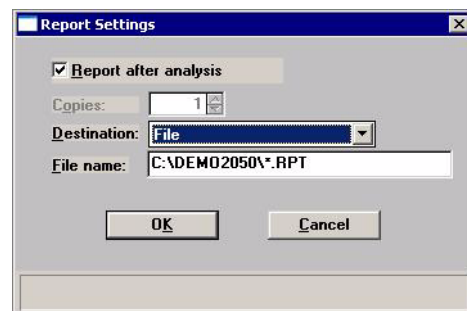 Report Settings
Report after analysis
Copies: 1
Destination: File
File name: C:\DEMO2050\*.RPT
OK Cancel